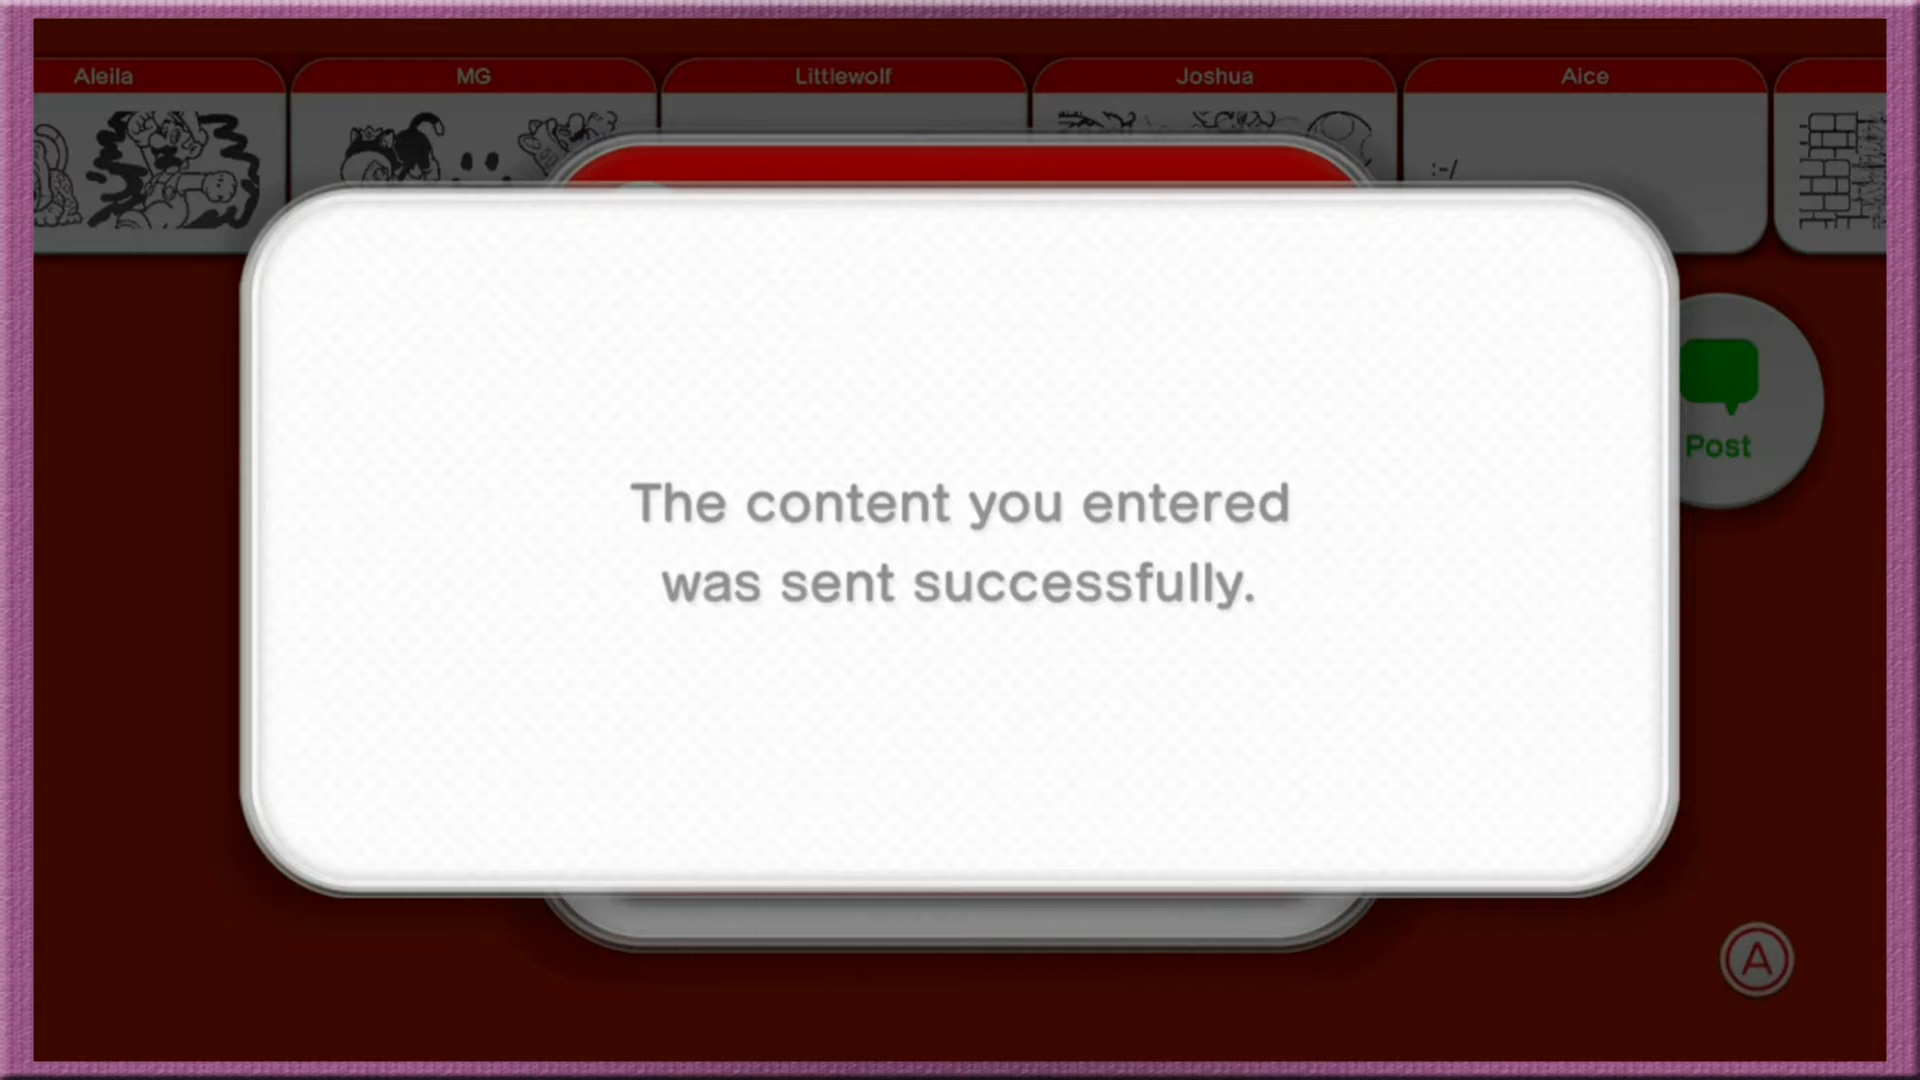 Aleila
MG
Littlewolf
Joshua
Aice
:-/
The content you entered
was sent successfully.
Post
A